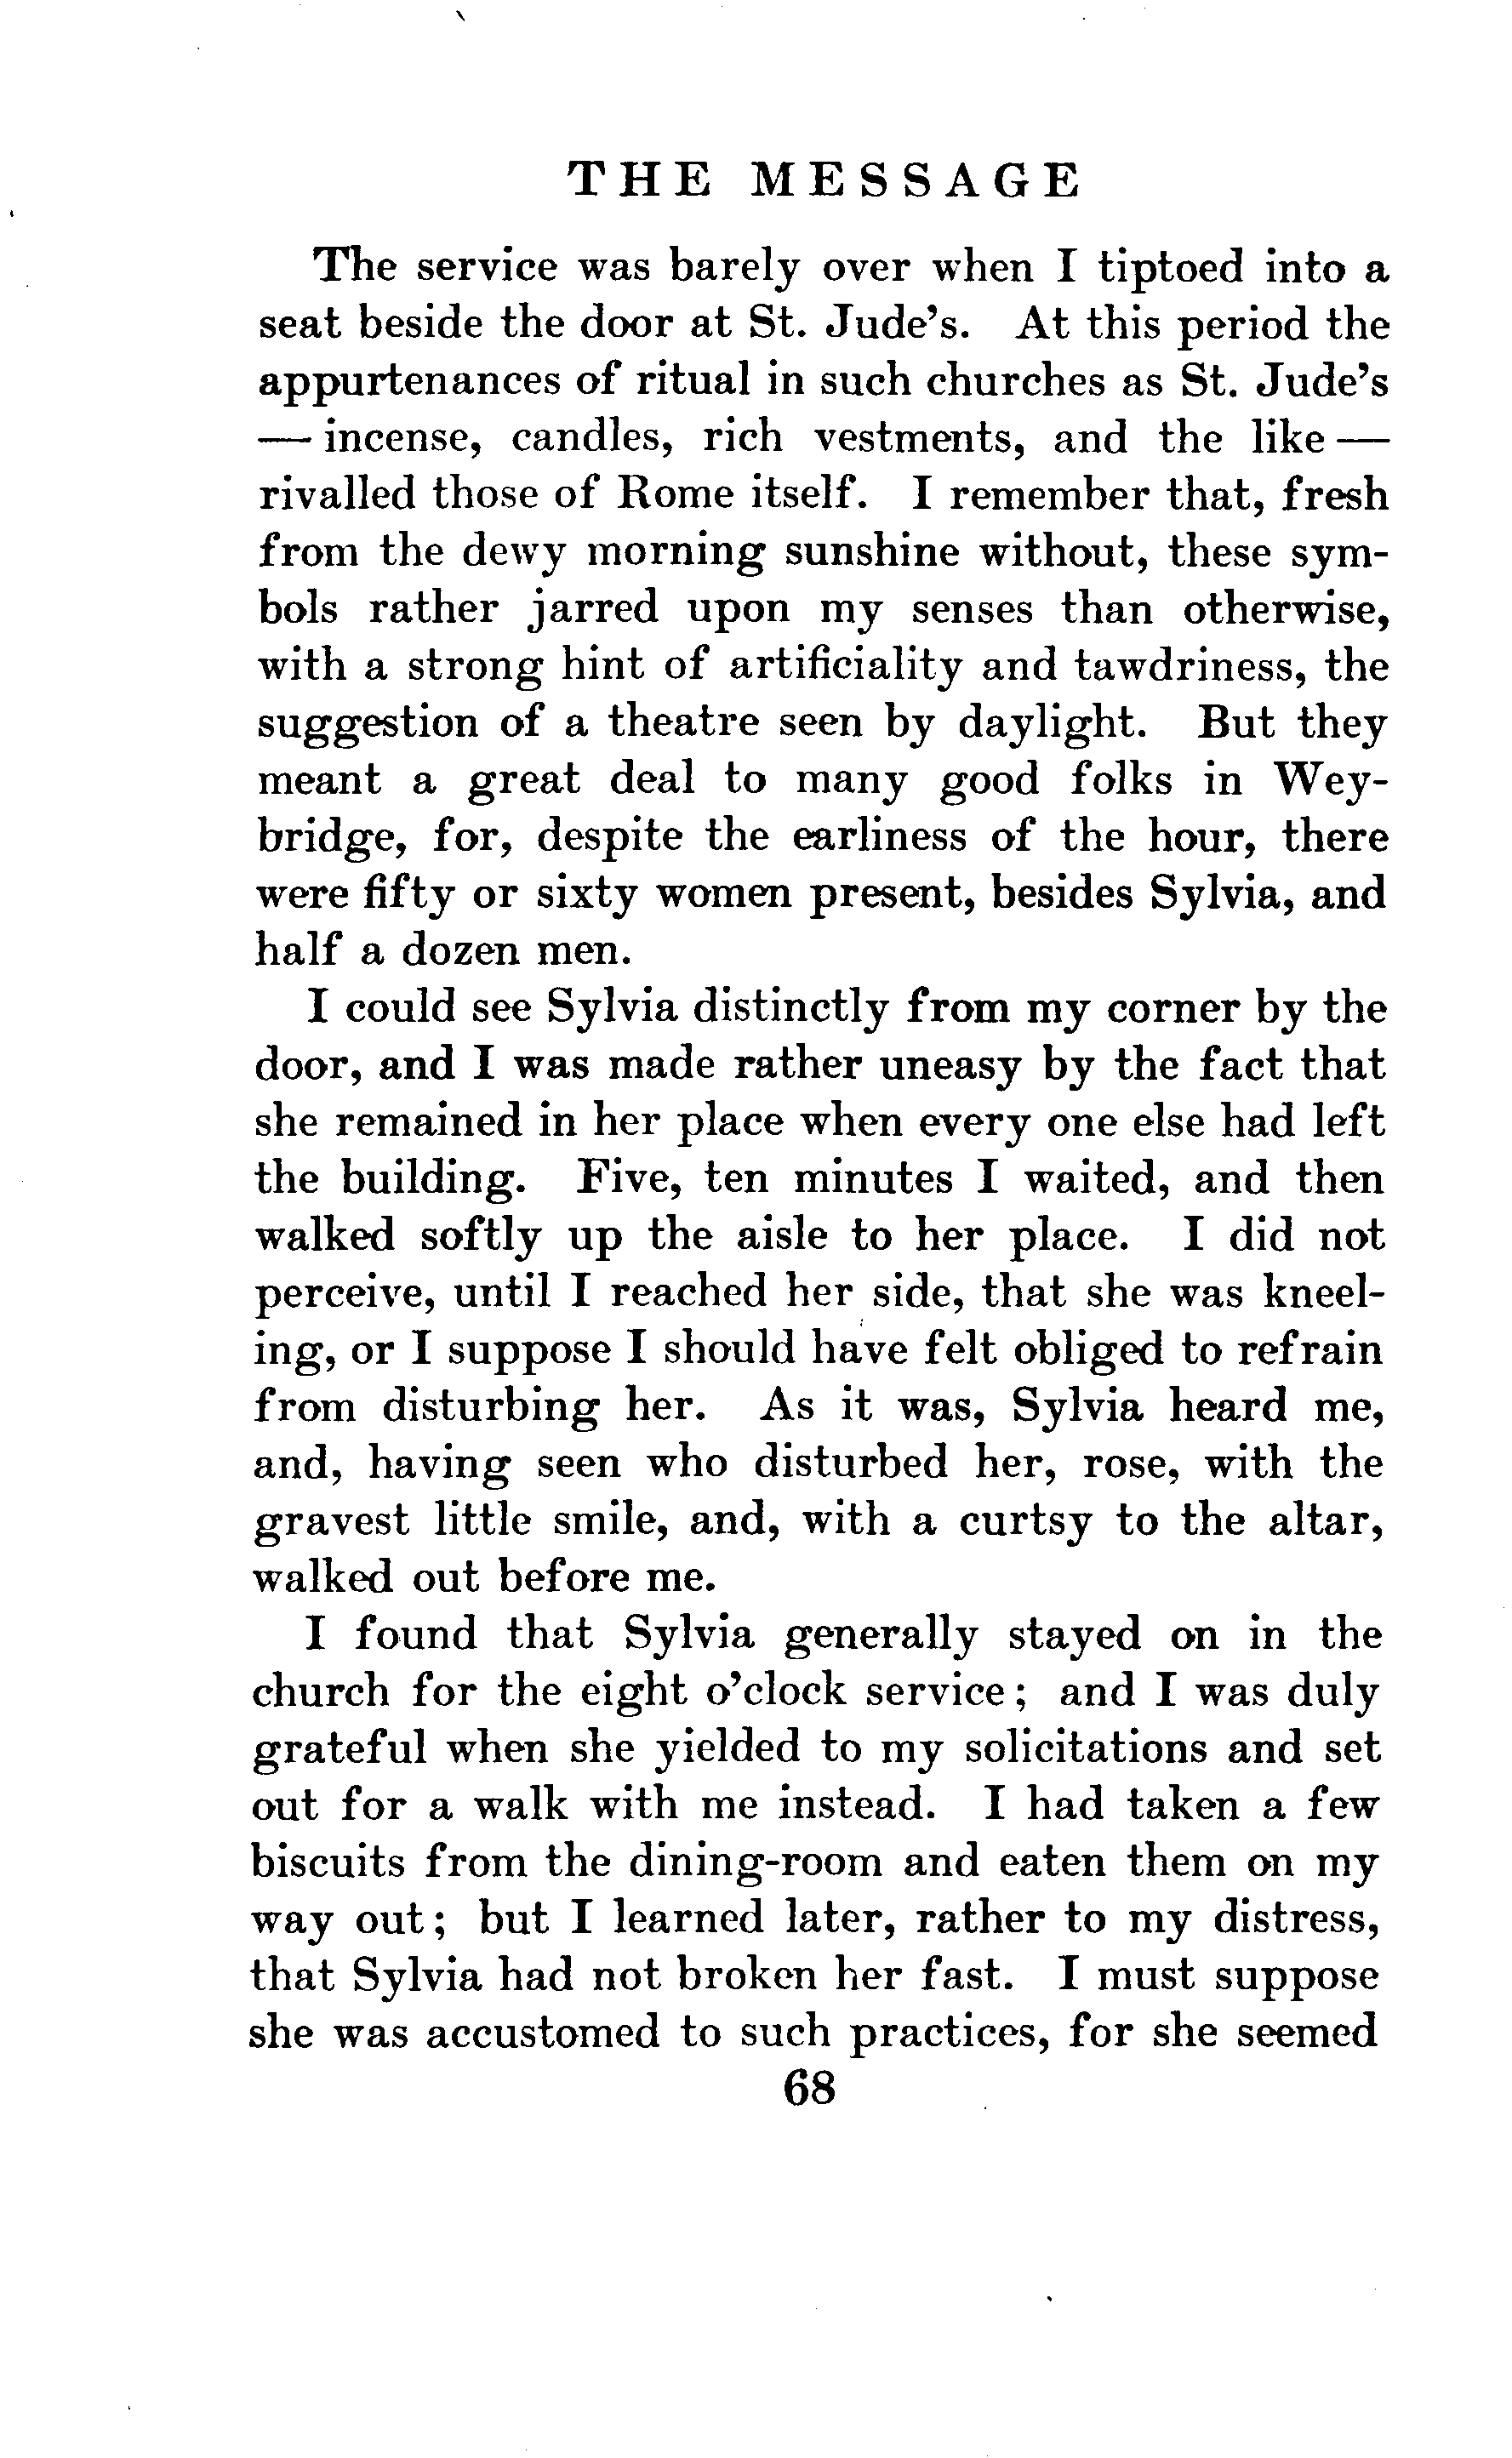 THE MESSAGE
The service was barely over when I tiptoed into a
seat beside the door at St. Jude's. At this period the
appurtenances of ritual in such churches as St. Jude's
— incense, candles, rich vestments, and the like —
rivalled those of Rome itself. I remember that, fresh
from the dewy morning sunshine without, these sym-
bols rather jarred upon my senses than otherwise,
with a strong hint of artificiality and tawdriness, the
suggestion of a theatre seen by daylight. But they
meant a great deal to many good folks in Wey-
bridge, for, despite the earliness of the hour, there
were fifty or sixty women present, besides Sylvia, and
half a dozen men.
I could see Sylvia distinctly from my corner by the
door, and I was made rather uneasy by the fact that
she remained in her place when every one else had left
the building. Five, ten minutes I waited, and then
walked softly up the aisle to her place. I did not
perceive, until I reached her side, that she was kneel-
ing, or I suppose I should have felt obliged to refrain
from disturbing her. As it was, Sylvia heard me,
and, having seen who disturbed her, rose, with the
gravest little smile, and, with a curtsy to the altar,
walked out before me.
I found that Sylvia generally stayed on in the
church for the eight o'clock service; and I was duly
grateful when she yielded to my solicitations and set
out for a walk with me instead. I had taken a few
biscuits from the dining-room and eaten them on my
way out; but I learned later, rather to my distress,
that Sylvia had not broken her fast. I must suppose
she was accustomed to such practices, for she seemed
68